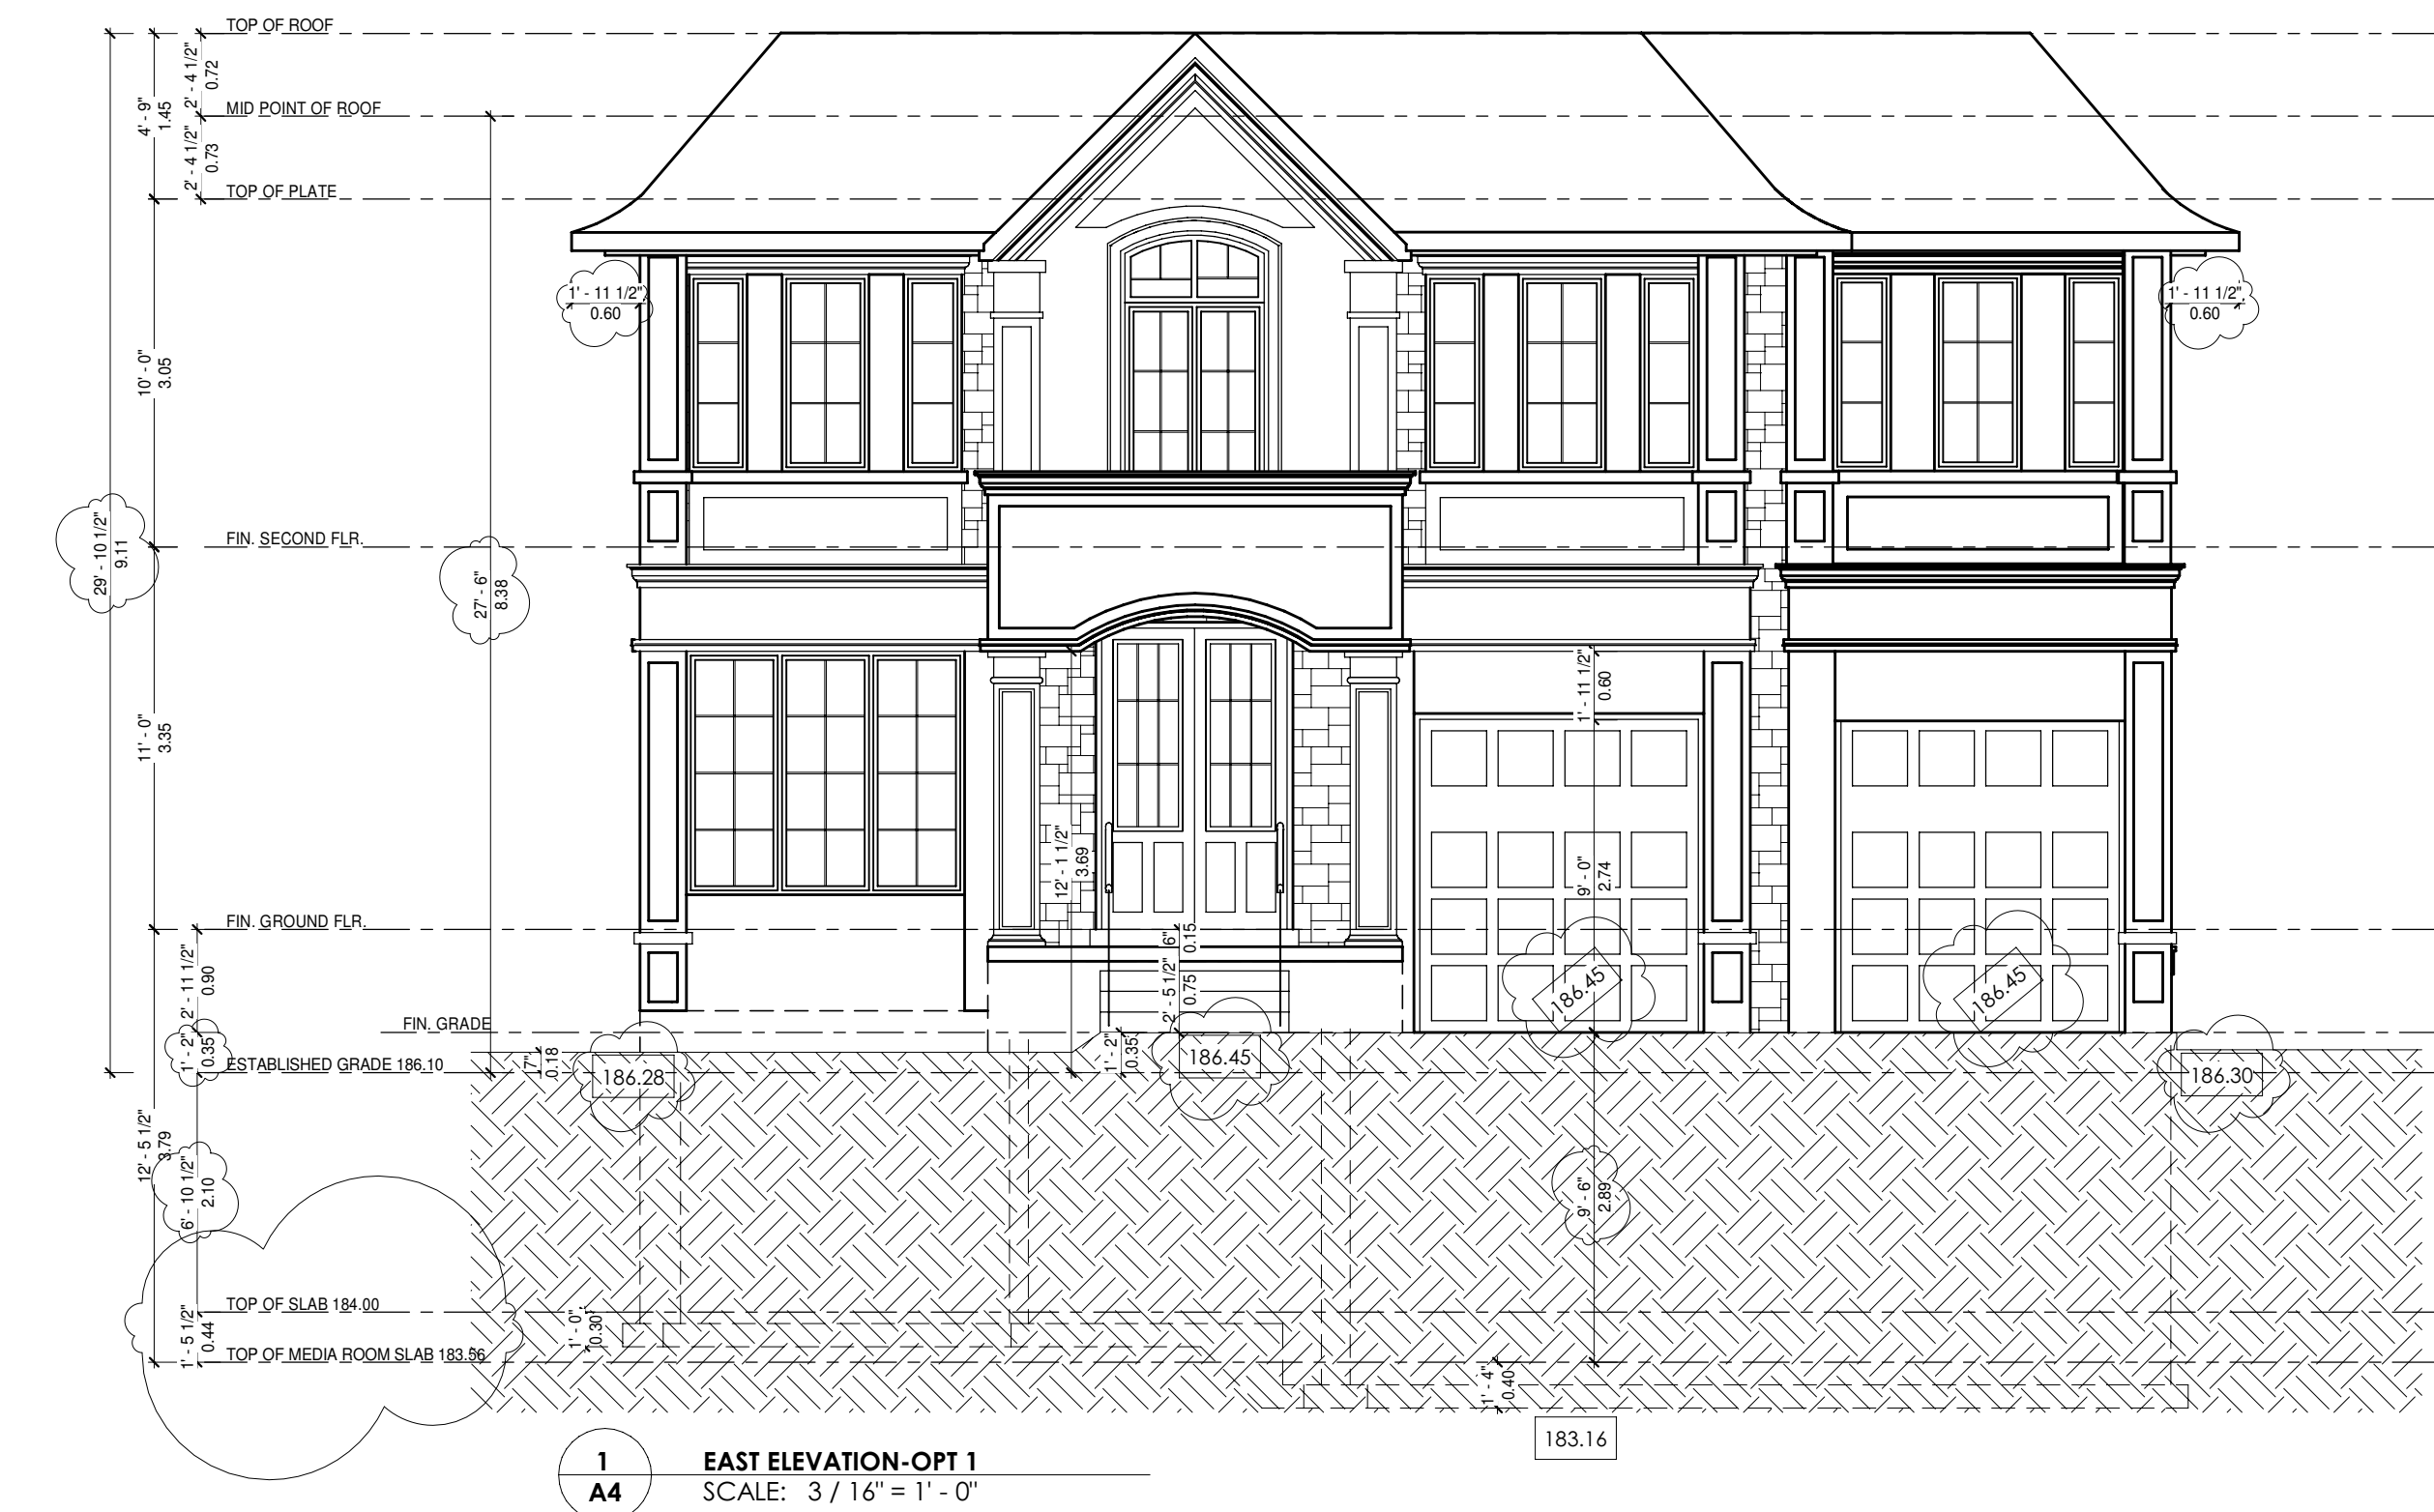 TOP OF ROOF
2' - 4 1/2"
0.72
4' - 9"
1.45
MID POINT OF ROOF
2' - 4 1/2"
0.73
TOP OF PLATE
1' - 11 1/2"
0.60
1' - 11 1/2"
0.60
10' - 0"
3.05
29' - 10 1/2"
9.11
FIN. SECOND FLR.
27' - 6"
8.38
11' - 0"
3.35
1' - 11 1/2"
0.60
12' - 1 1/2"
3.69
9' - 0"
2.74
FIN. GROUND FLR.
6"
0.15
2' - 11 1/2"
0.90
2' - 5 1/2"
0.75
186.45
186.45
FIN. GRADE
1' - 2"
0.35
ESTABLISHED GRADE 186.10
7"
0.18
186.28
1' - 2"
0.35
186.45
186.30
12' - 5 1/2"
3.79
6' - 10 1/2"
2.10
9' - 6"
2.89
TOP OF SLAB 184.00
1' - 5 1/2"
0.44
1' - 0"
0.30
TOP OF MEDIA ROOM SLAB 183.56
1' - 4"
0.40
183.16
1
A4
EAST ELEVATION-OPT 1
SCALE: 3 / 16" = 1' - 0"